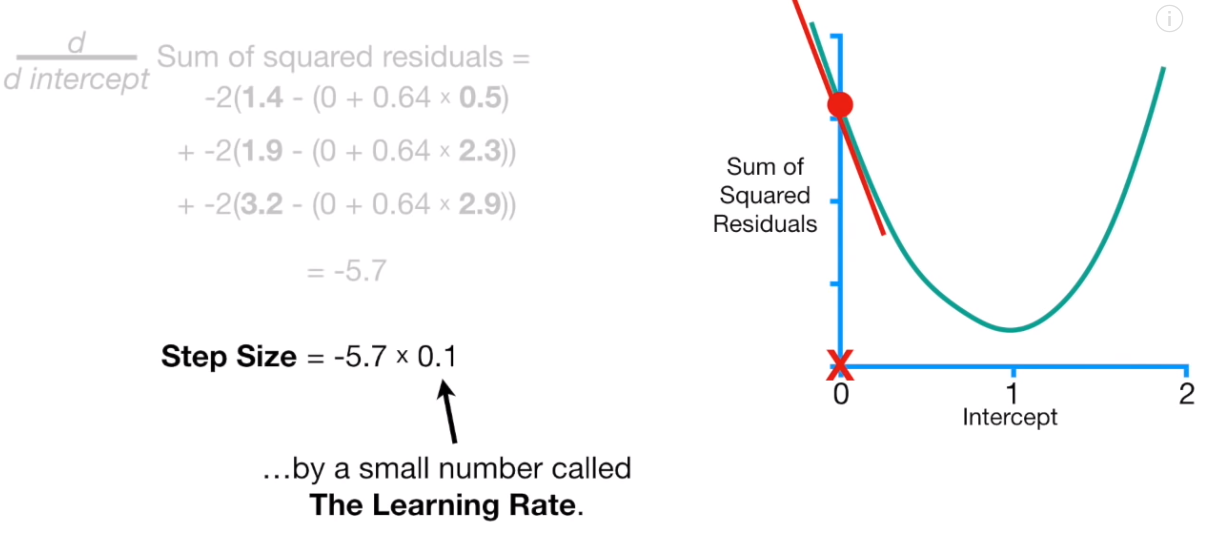 d
d intercept
Sum of squared residuals =
-2(1.4 - (0 + 0.64 × 0.5)
+ -2(1.9 - (0 + 0.64 × 2.3))
+ -2(3.2 - (0 + 0.64 × 2.9))
= -5.7
Step Size = -5.7 × 0.1
...by a small number called
The Learning Rate.
i
Sum of
Squared
Residuals
X
0
1
2
Intercept